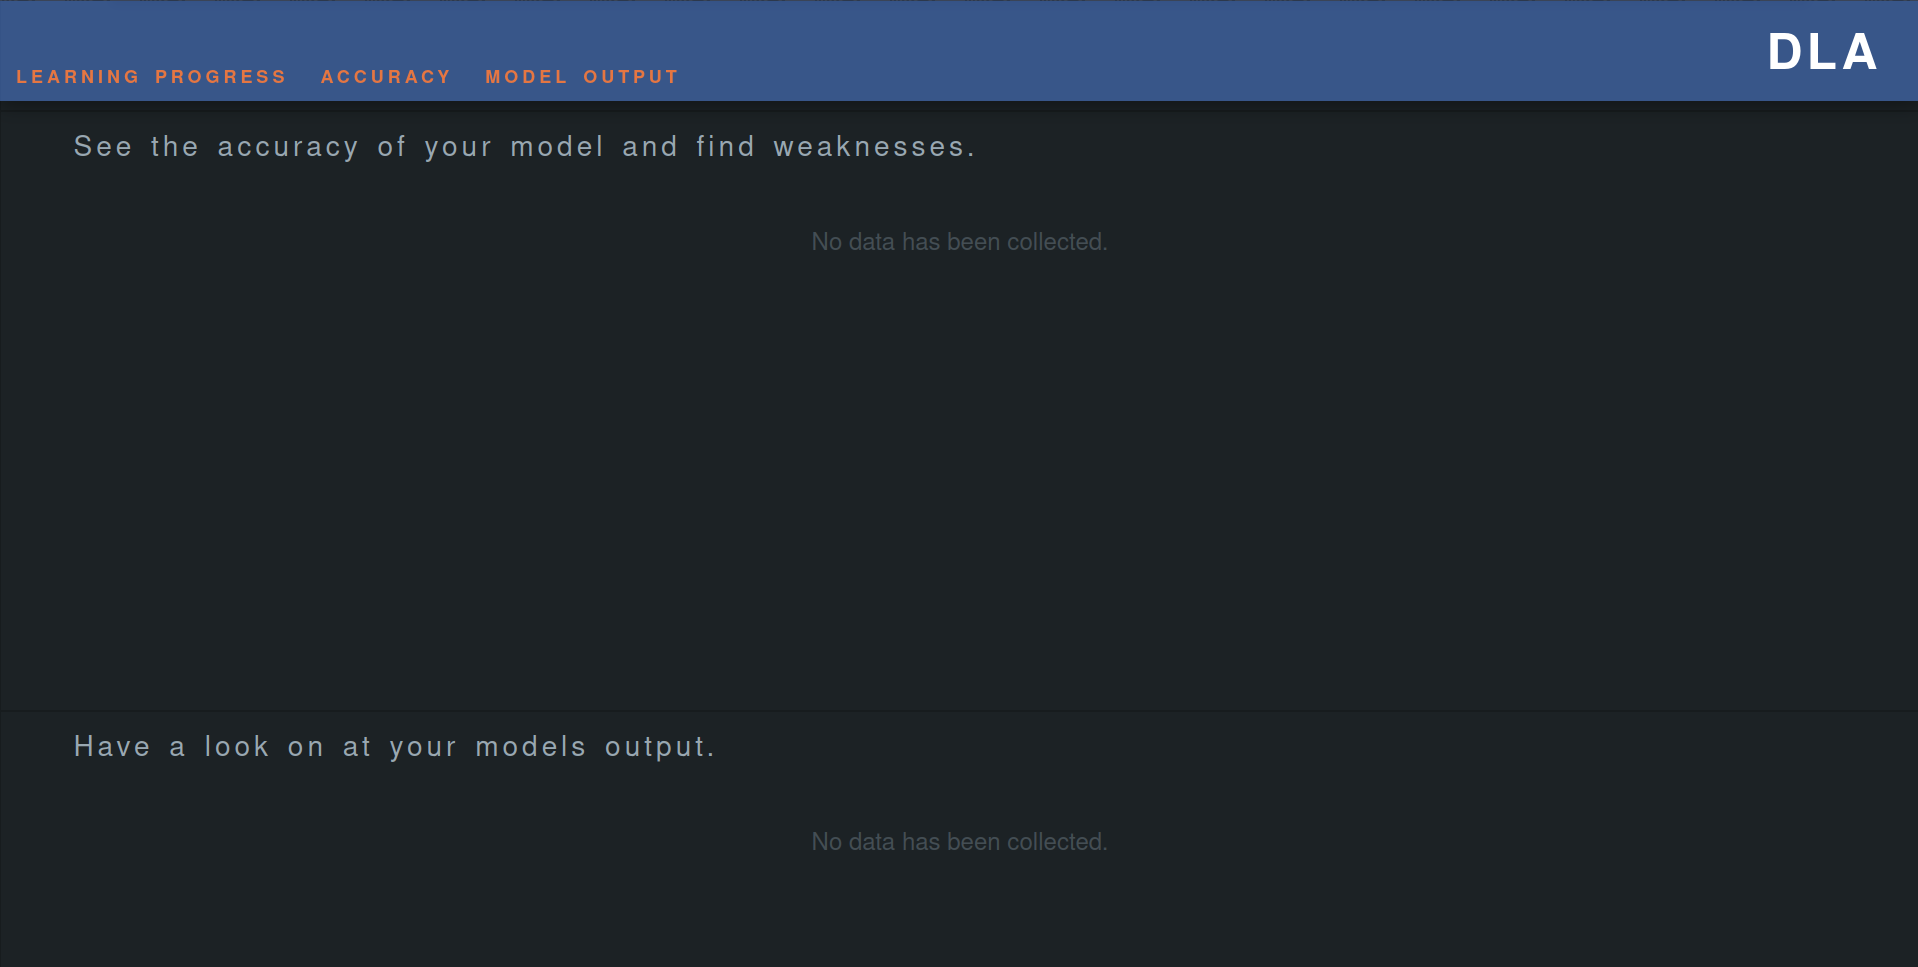 DLA
LEARNING PROGRESS ACCURACY MODEL OUTPUT
See the accuracy of your model and find weaknesses.
No data has been collected.
Have a look on at your models output.
No data has been collected.